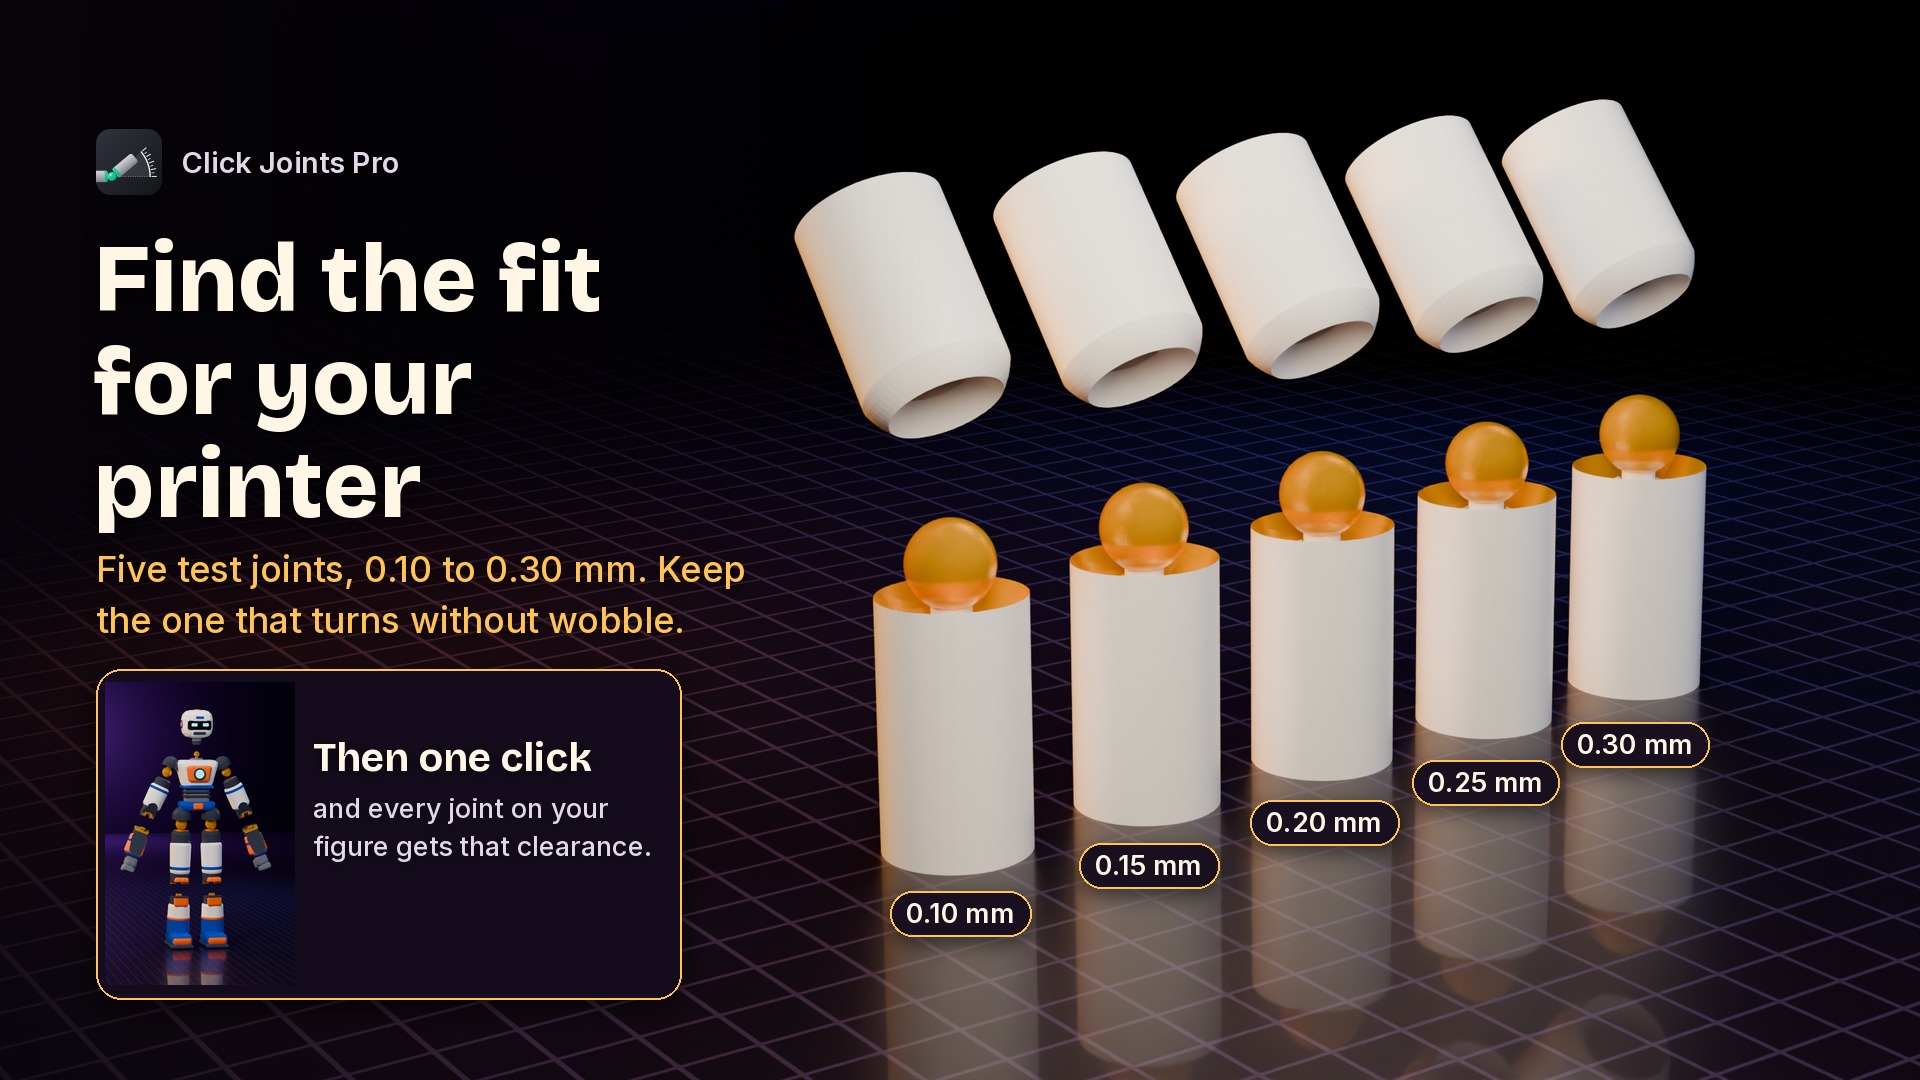 Click Joints Pro
Find the fit
for your
printer
Five test joints, 0.10 to 0.30 mm. Keep
the one that turns without wobble.
Then one click
and every joint on your
figure gets that clearance.
0.10 mm
0.15 mm
0.20 mm
0.25 mm
0.30 mm